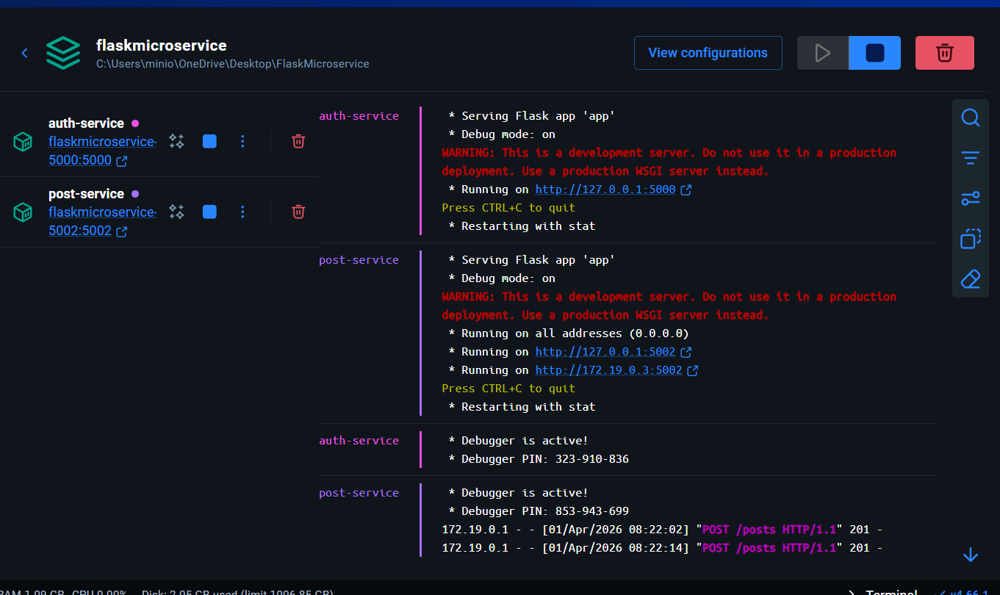 flaskmicroservice
C:\Users\minio\OneDrive\Desktop\FlaskMicroservice
View configurations
auth-service
flaskmicroservice-
5000:5000
post-service
flaskmicroservice-
5002:5002
auth-service
* Serving Flask app 'app'
* Debug mode: on
WARNING: This is a development server. Do not use it in a production
deployment. Use a production WSGI server instead.
* Running on http://127.0.0.1:5000
Press CTRL+C to quit
* Restarting with stat
post-service
* Serving Flask app 'app'
* Debug mode: on
WARNING: This is a development server. Do not use it in a production
deployment. Use a production WSGI server instead.
* Running on all addresses (0.0.0.0)
* Running on http://127.0.0.1:5002
* Running on http://172.19.0.3:5002
Press CTRL+C to quit
* Restarting with stat
auth-service
* Debugger is active!
* Debugger PIN: 323-910-836
post-service
* Debugger is active!
* Debugger PIN: 853-943-699
172.19.0.1 - - [01/Apr/2026 08:22:02] "POST /posts HTTP/1.1" 201 -
172.19.0.1 - - [01/Apr/2026 08:22:14] "POST /posts HTTP/1.1" 201 -
RAM 1.09 GB CPU 0.00% Disk: 2.05 GB used (limit 1006.85 GB)
Terminal
v4.66.1